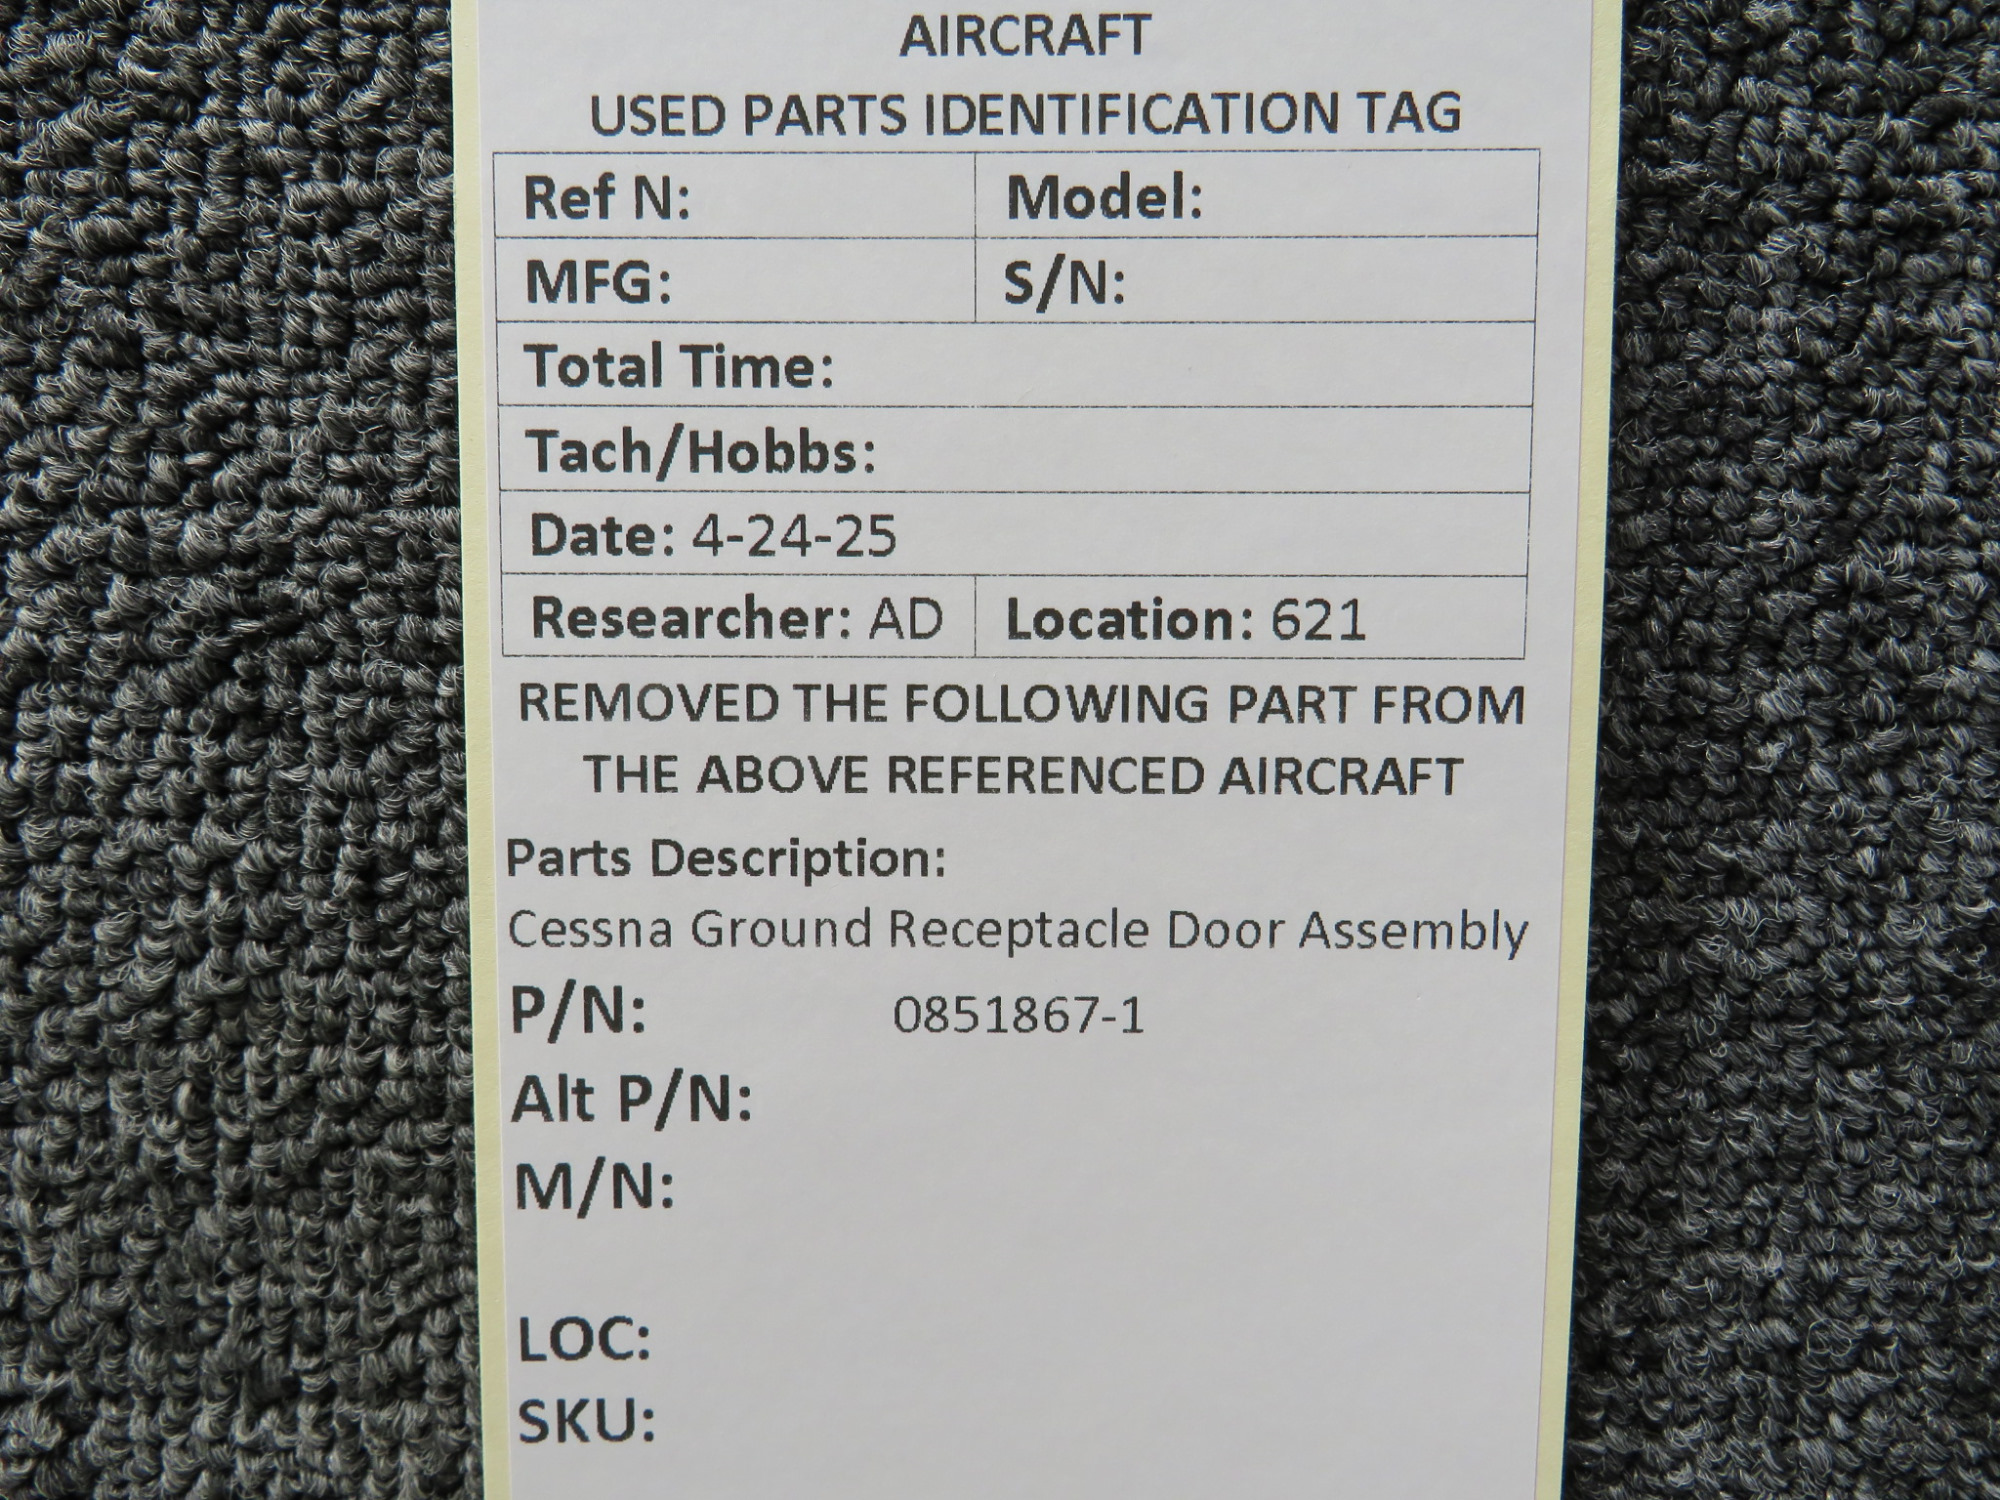 AIRCRAFT
USED PARTS IDENTIFICATION TAG
Ref N: Model:
MFG: S/N:
Total Time:
Tach/Hobbs:
Date: 4-24-25
Researcher: AD Location: 621
REMOVED THE FOLLOWING PART FROM
THE ABOVE REFERENCED AIRCRAFT
Parts Description:
Cessna Ground Receptacle Door Assembly
P/N: 0851867-1
Alt P/N:
M/N:
LOC:
SKU: